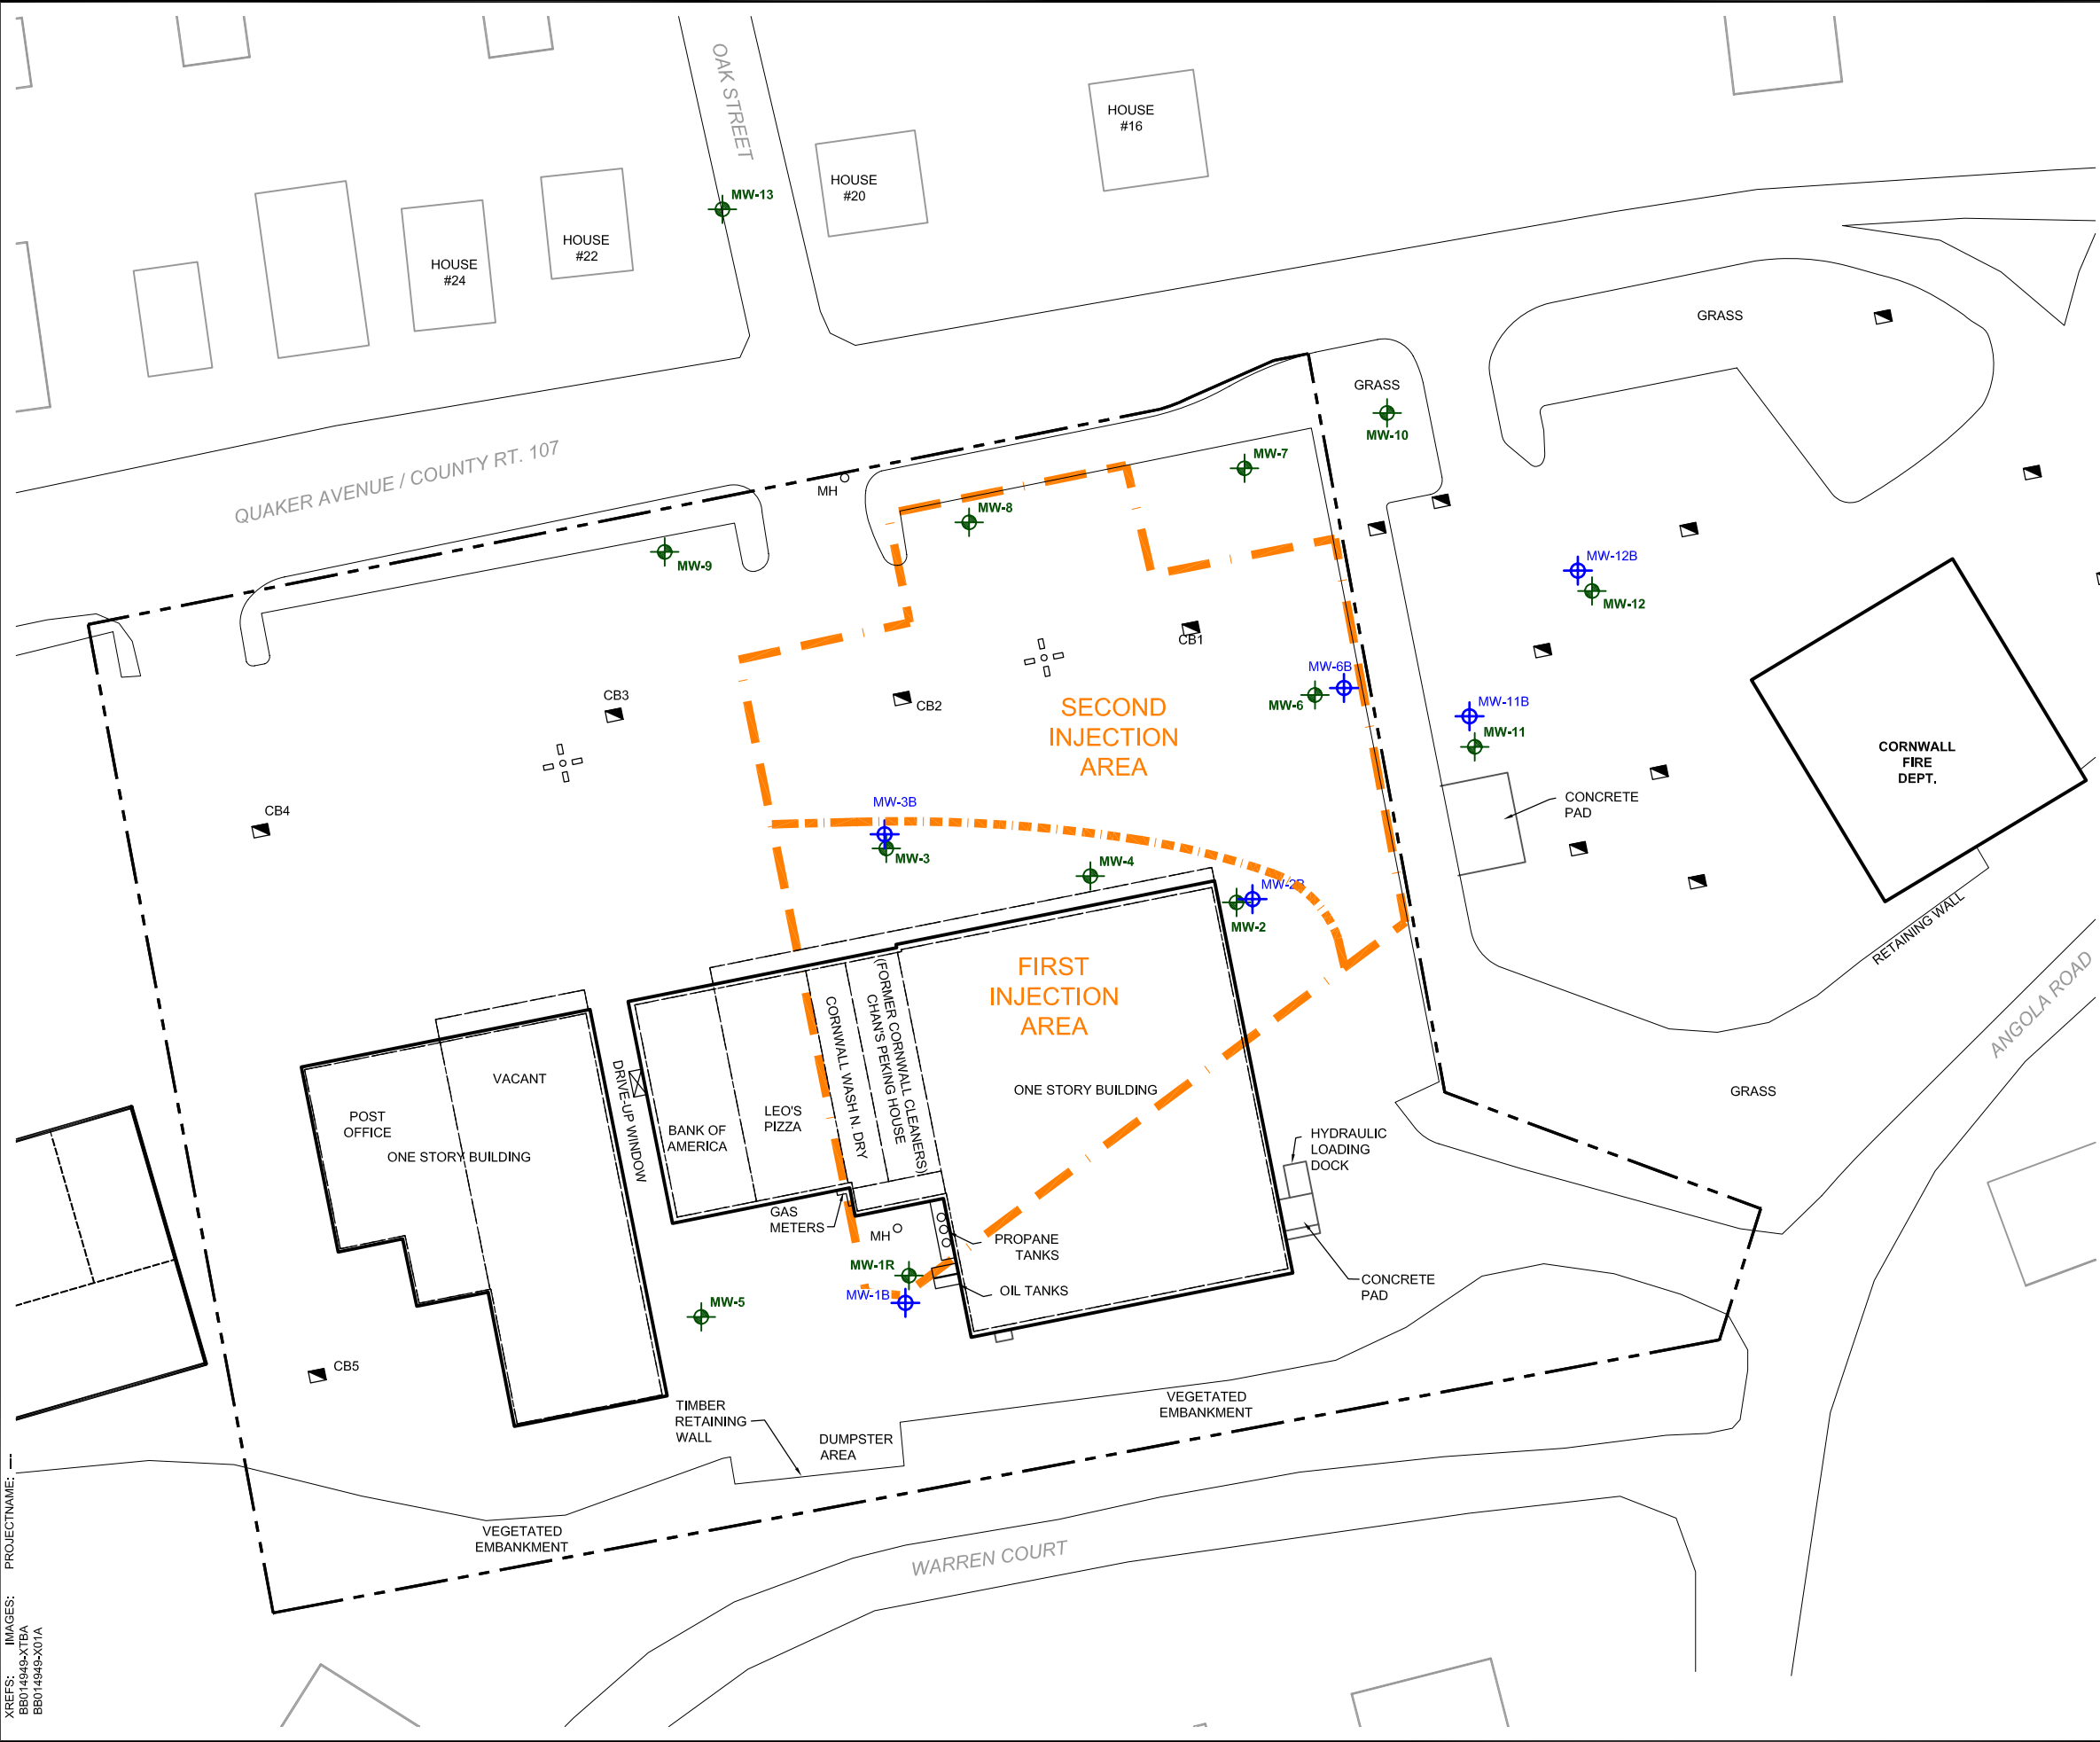 OAK STREET
HOUSE
#16
HOUSE
#20
MW-13
HOUSE
#22
HOUSE
#24
GRASS
GRASS
MW-10
QUAKER AVENUE / COUNTY RT. 107
MH
MW-7
MW-8
MW-9
MW-12B
MW-12
CB1
MW-6B
MW-6
CB3
CB2
SECOND
INJECTION
AREA
MW-11B
MW-11
CORNWALL
FIRE
DEPT.
CB4
MW-3B
MW-3
MW-4
CONCRETE
PAD
MW-2B
MW-2
RETAINING WALL
ANGOLA ROAD
FIRST
INJECTION
AREA
CORNWALL WASH N. DRY
CHAN'S PEKING HOUSE
(FORMER CORNWALL CLEANERS)
DRIVE-UP WINDOW
VACANT
POST
OFFICE
ONE STORY BUILDING
BANK OF
AMERICA
LEO'S
PIZZA
ONE STORY BUILDING
GRASS
HYDRAULIC
LOADING
DOCK
GAS
METERS
MH
PROPANE
TANKS
MW-1R
MW-1B
OIL TANKS
CONCRETE
PAD
MW-5
CB5
TIMBER
RETAINING
WALL
DUMPSTER
AREA
VEGETATED
EMBANKMENT
VEGETATED
EMBANKMENT
WARREN COURT
XREFS: IMAGES: PROJECTNAME:
BB014949-XTBA
BB014949-X01A